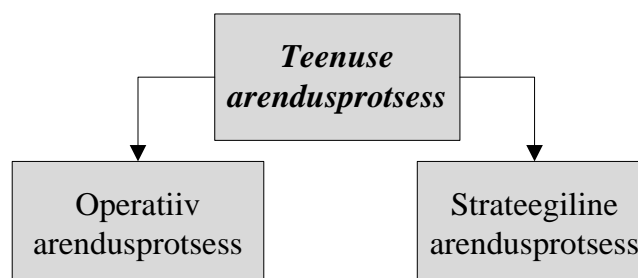 Teenuse
arendusprotsess
Operatiiv
arendusprotsess
Strateegiline
arendusprotsess